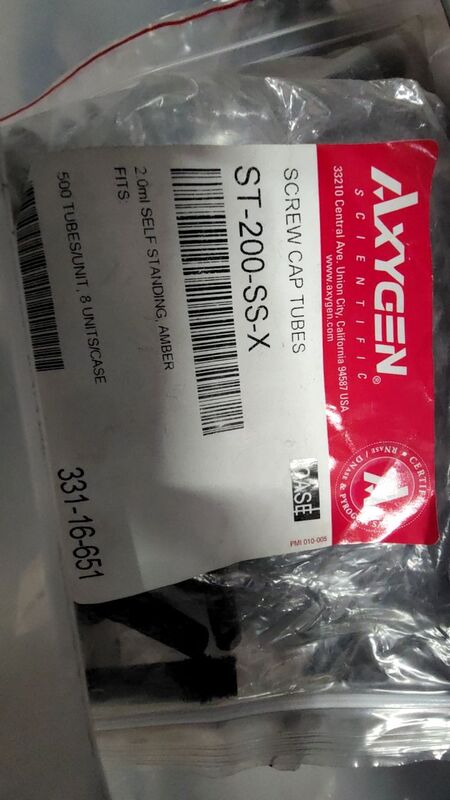 AXYGEN®
SCIENTIFIC
33210 Central Ave. Union City, California 94587 USA
www.axygen.com
SCREW CAP TUBES
ST-200-SS-X
CASE
2.0ml SELF STANDING, AMBER
FITS:
500 TUBES/UNIT, 8 UNITS/CASE
331-16-651
PMI 010-005